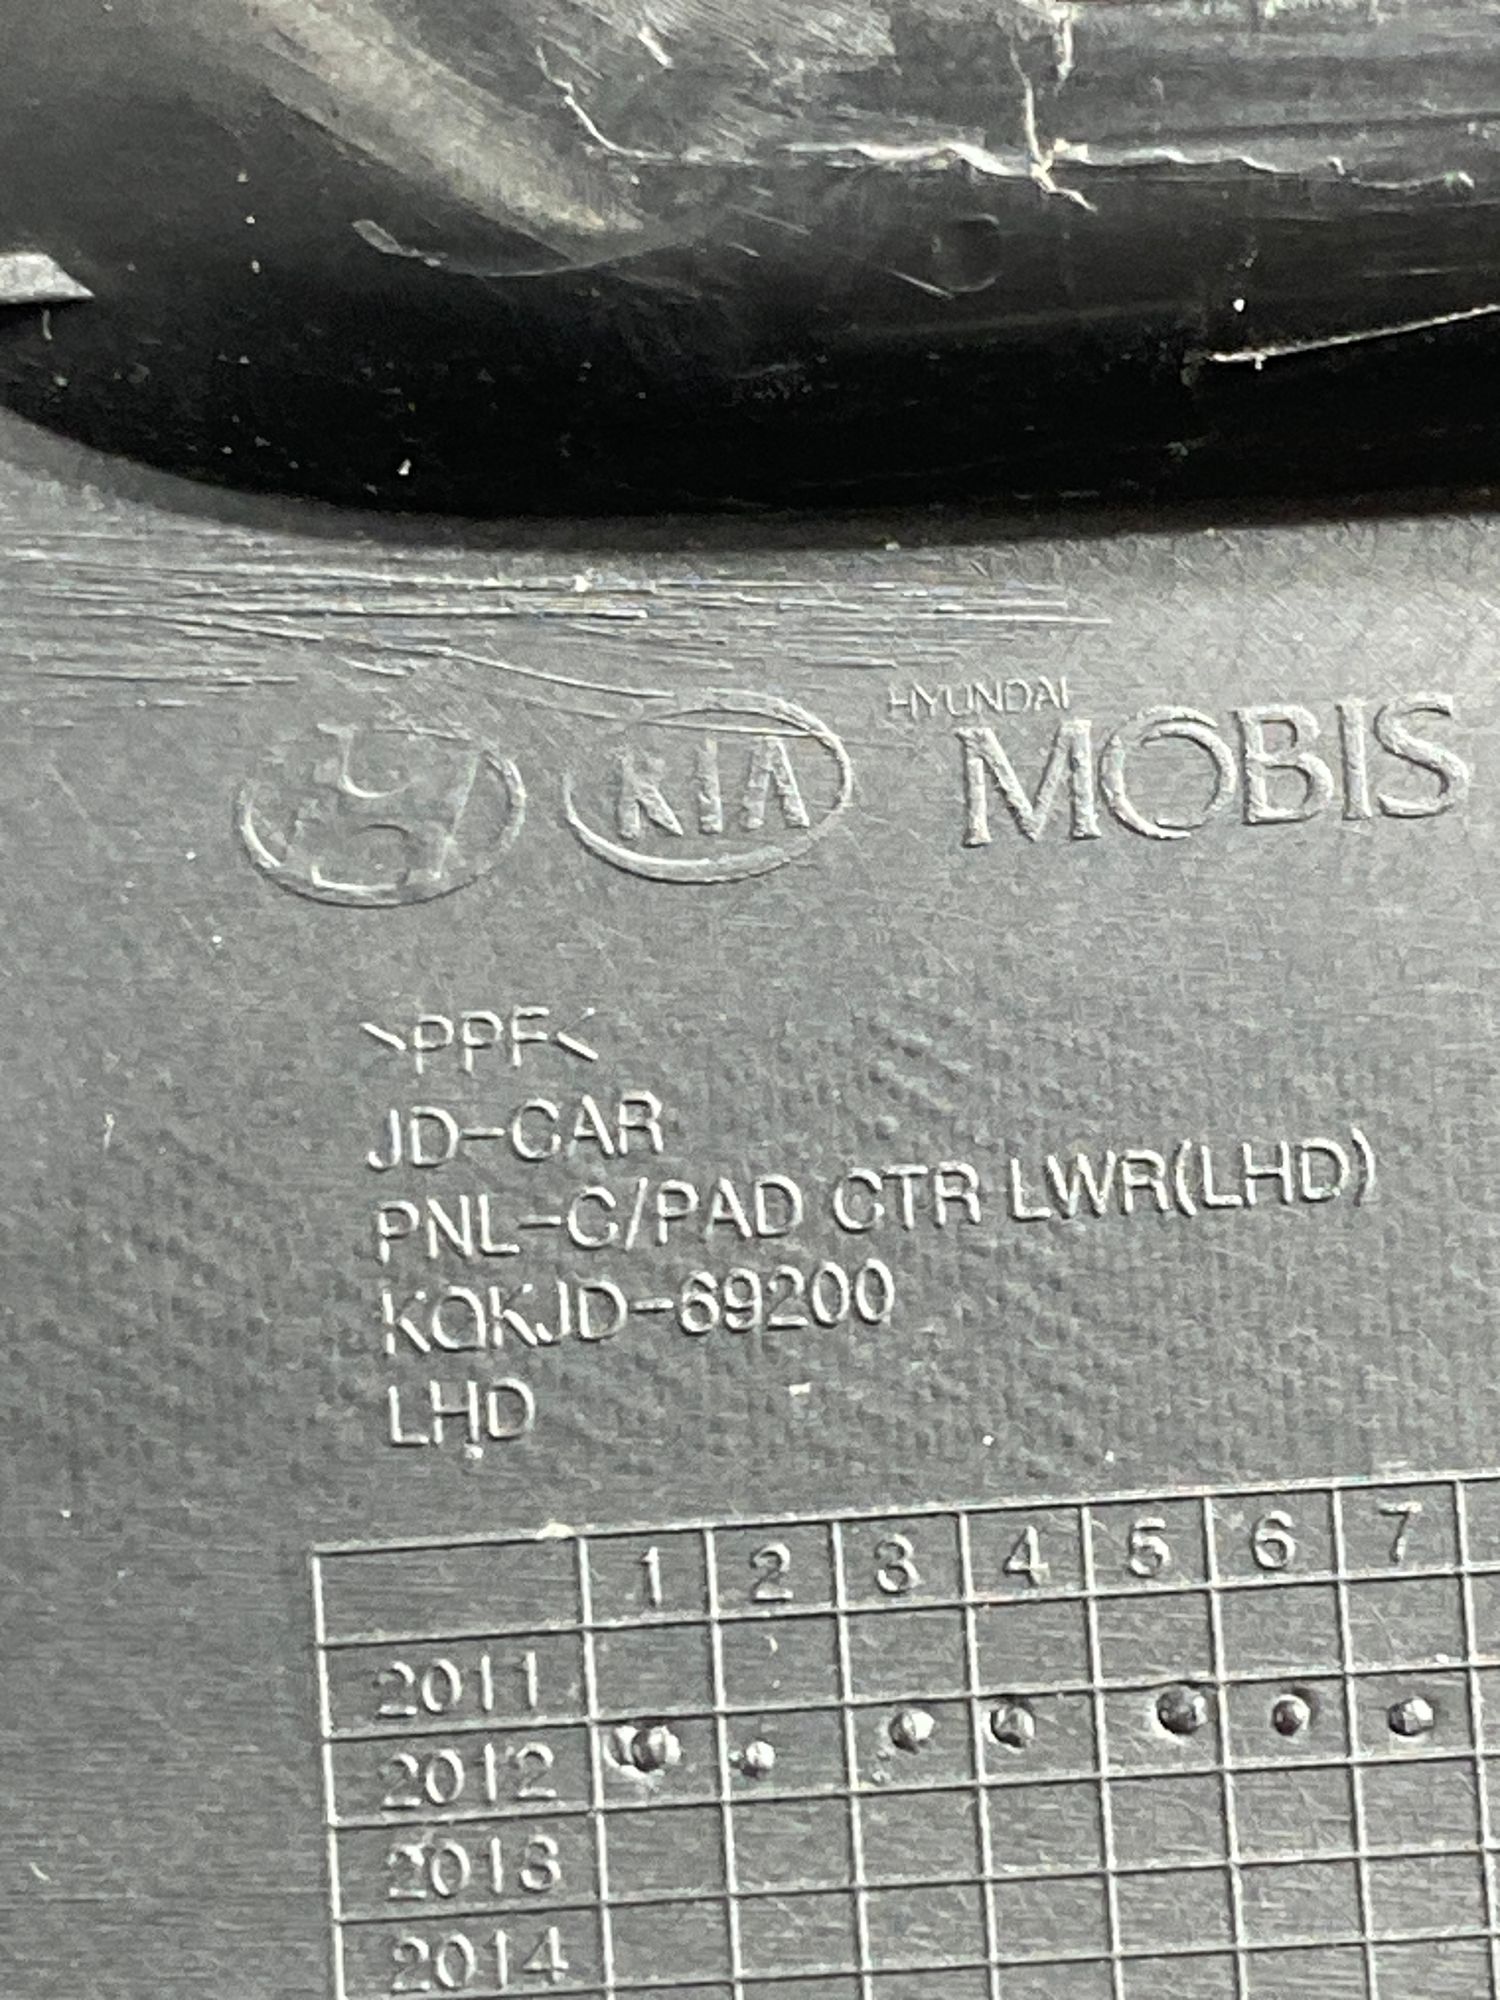 KIA
HYUNDAI
MOBIS
>PPF<
JD-CAR
PNL-C/PAD CTR LWR(LHD)
KQKJD-69200
LHD
1 2 3 4 5 6 7
2011
2012
2013
2014